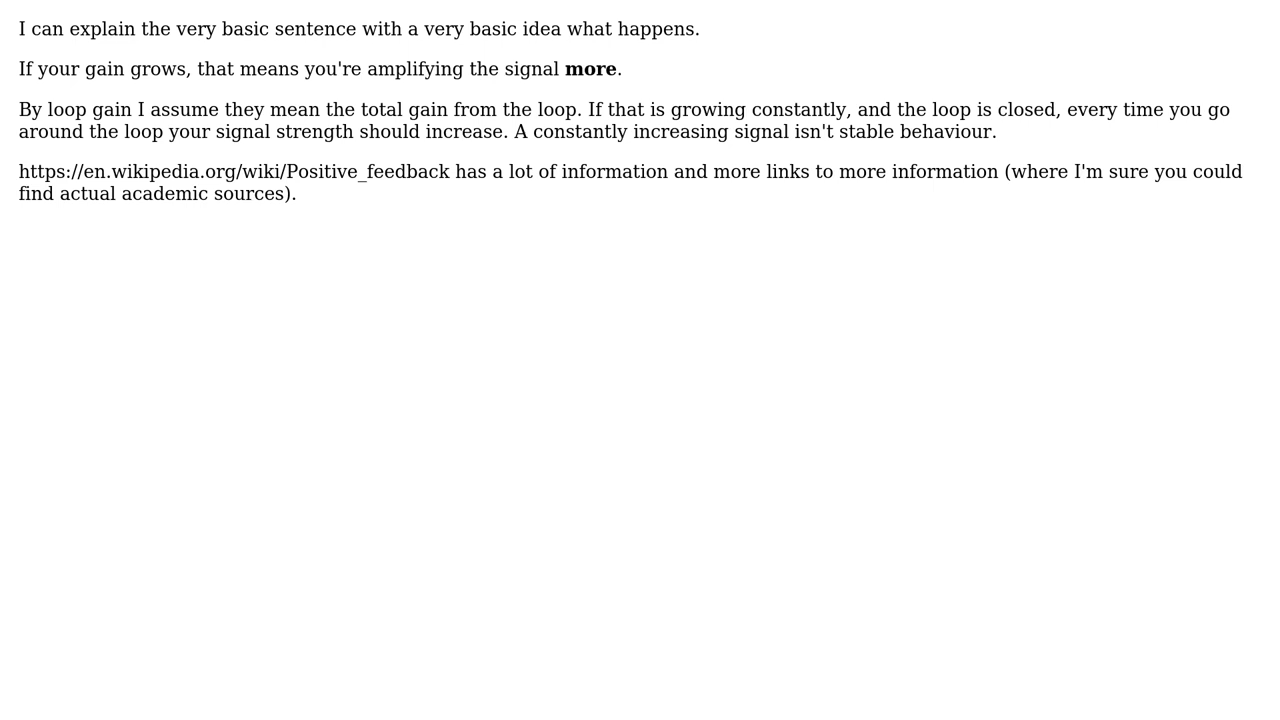 I can explain the very basic sentence with a very basic idea what happens.
If your gain grows, that means you're amplifying the signal more.
By loop gain I assume they mean the total gain from the loop. If that is growing constantly, and the loop is closed, every time you go
around the loop your signal strength should increase. A constantly increasing signal isn't stable behaviour.
https://en.wikipedia.org/wiki/Positive_feedback has a lot of information and more links to more information (where I'm sure you could
find actual academic sources).